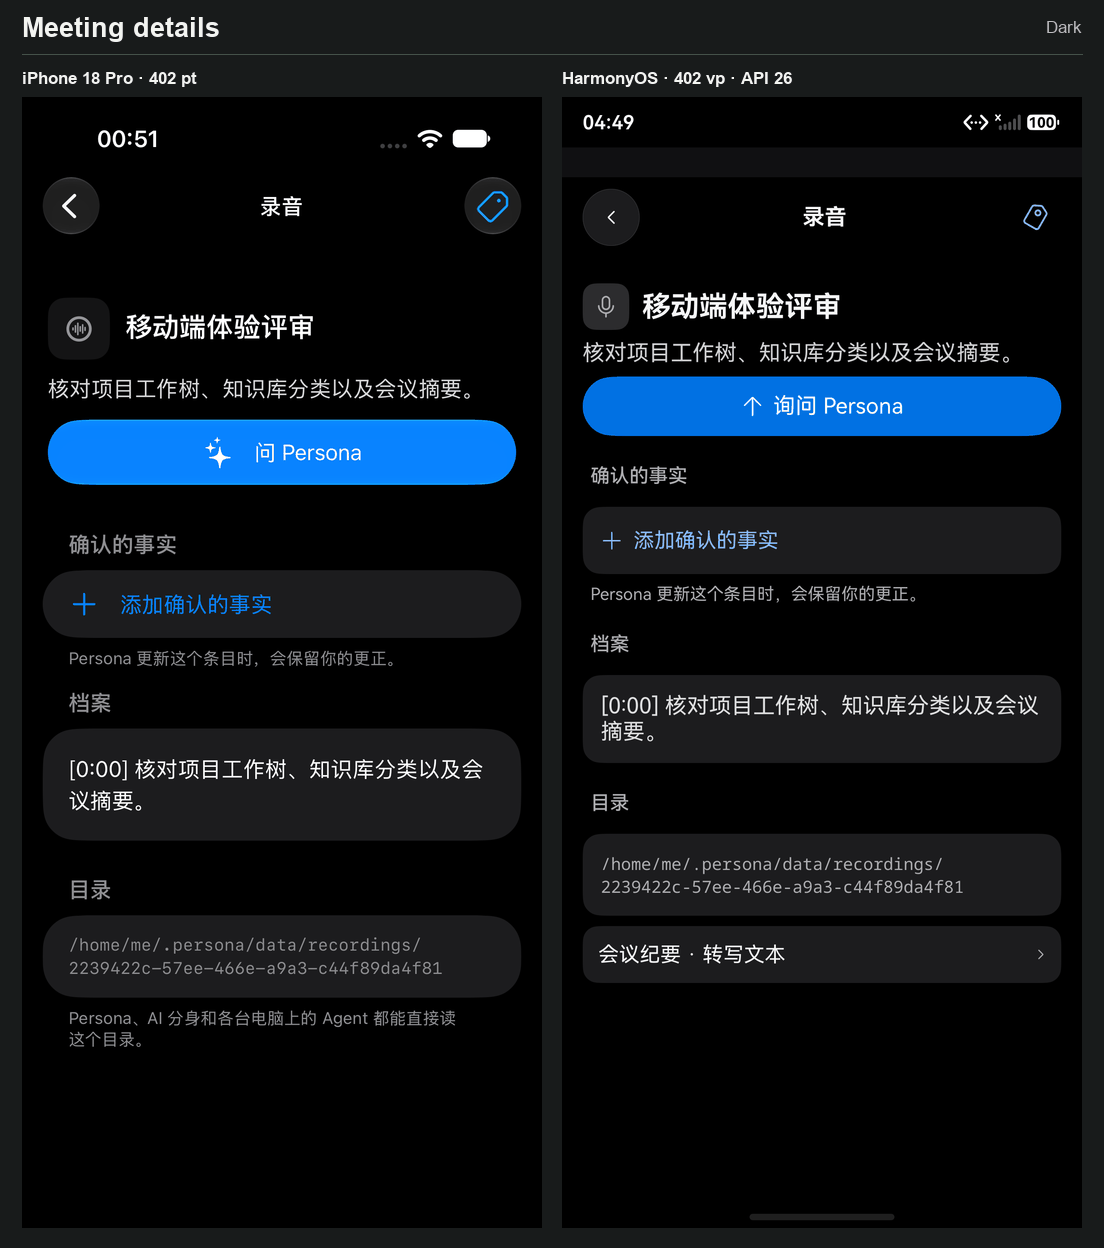 Meeting details
Dark
iPhone 18 Pro · 402 pt
00:51
录音
移动端体验评审
核对项目工作树、知识库分类以及会议摘要。
问 Persona
确认的事实
添加确认的事实
Persona 更新这个条目时，会保留你的更正。
档案
[0:00] 核对项目工作树、知识库分类以及会
议摘要。
目录
/home/me/.persona/data/recordings/
2239422c-57ee-466e-a9a3-c44f89da4f81
Persona、AI 分身和各台电脑上的 Agent 都能直接读
这个目录。
HarmonyOS · 402 vp · API 26
04:49
100
录音
移动端体验评审
核对项目工作树、知识库分类以及会议摘要。
询问 Persona
确认的事实
添加确认的事实
Persona 更新这个条目时，会保留你的更正。
档案
[0:00] 核对项目工作树、知识库分类以及会议
摘要。
目录
/home/me/.persona/data/recordings/
2239422c-57ee-466e-a9a3-c44f89da4f81
会议纪要 · 转写文本